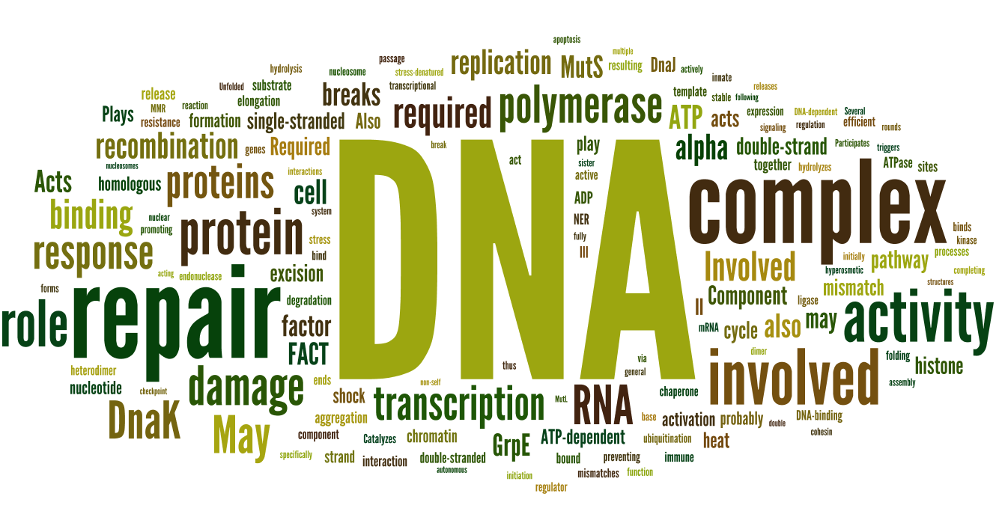 apoptosis
multiple
passage
replication
MutS
resulting
DnaJ
actively
hydrolysis
nucleosome
stress-denatured
innate
Unfolded
substrate
breaks
transcriptional
releases
release
elongation
required
polymerase
template
stable
following
MMR
reaction
Plays
resistance
formation
single-stranded
Also
ATP
acts
expression
DNA-dependent
Several
signaling
regulation
efficient
rounds
recombination
genes
Required
break
DNA
play
alpha
double-strand
Participates
triggers
nucleosomes
act
sister
together
hydrolyzes
ATPase
sites
Acts
homologous
proteins
interactions
active
cell
complex
binding
nuclear
system
ADP
promoting
protein
NER
binds
response
stress
fully
kinase
bind
III
Involved
initially
pathway
processes
acting
endonuclease
excision
hyperosmotic
completing
forms
repair
Component
mismatch
structures
role
degradation
II
ligase
activity
factor
mRNA
cycle
also
may
FACT
dimer
involved
folding
histone
heterodimer
damage
ends
thus
via
general
assembly
nucleotide
checkpoint
shock
non-self
transcription
MutL
RNA
chaperone
DnaK
May
aggregation
base
activation
probably
double
DNA-binding
cohesin
component
Catalyzes
chromatin
GrpE
ATP-dependent
ubiquitination
heat
specifically
strand
interaction
double-stranded
bound
preventing
immune
autonomous
initiation
mismatches
function
regulator